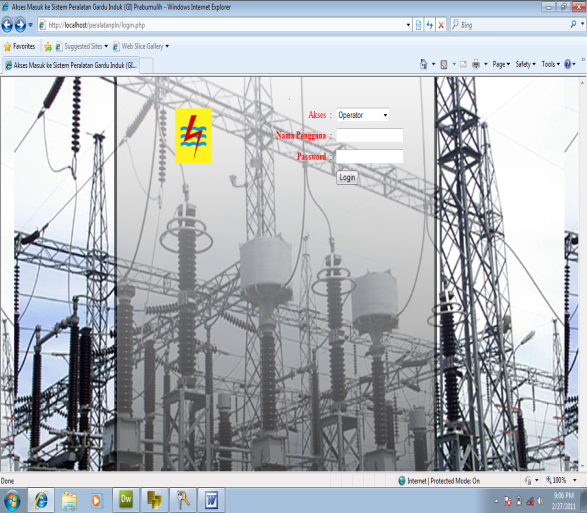 Akses Masuk ke Sistem Peralatan Gardu Induk (GI) Prabumulih - Windows Internet Explorer
http://localhost/peralatanpln/login.php
Bing
Favorites Suggested Sites Web Slice Gallery
Akses Masuk ke Sistem Peralatan Gardu Induk (GI...
Page Safety Tools
Akses : Operator
Nama Pengguna :
Password :
Login
Done
Internet | Protected Mode: On
100%
Dw
W
9:06 PM
2/27/2011